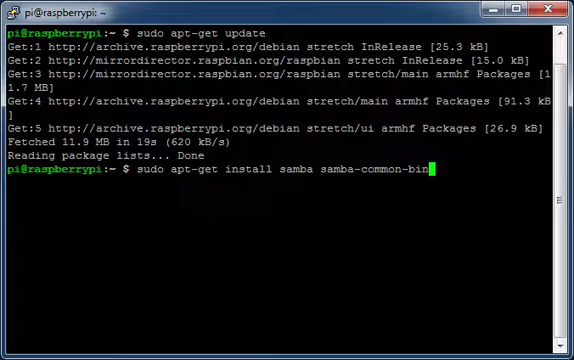 pi@raspberrypi: ~
pi@raspberrypi:~ $ sudo apt-get update
Get:1 http://archive.raspberrypi.org/debian stretch InRelease [25.3 kB]
Get:2 http://mirrordirector.raspbian.org/raspbian stretch InRelease [15.0 kB]
Get:3 http://mirrordirector.raspbian.org/raspbian stretch/main armhf Packages [1
1.7 MB]
Get:4 http://archive.raspberrypi.org/debian stretch/main armhf Packages [91.3 kB
]
Get:5 http://archive.raspberrypi.org/debian stretch/ui armhf Packages [26.9 kB]
Fetched 11.9 MB in 19s (620 kB/s)
Reading package lists... Done
pi@raspberrypi:~ $ sudo apt-get install samba samba-common-bin